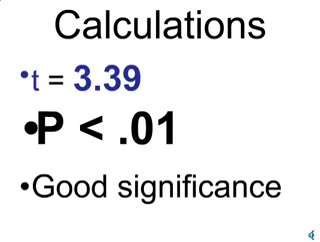 Calculations
•t = 3.39
•P < .01
•Good significance